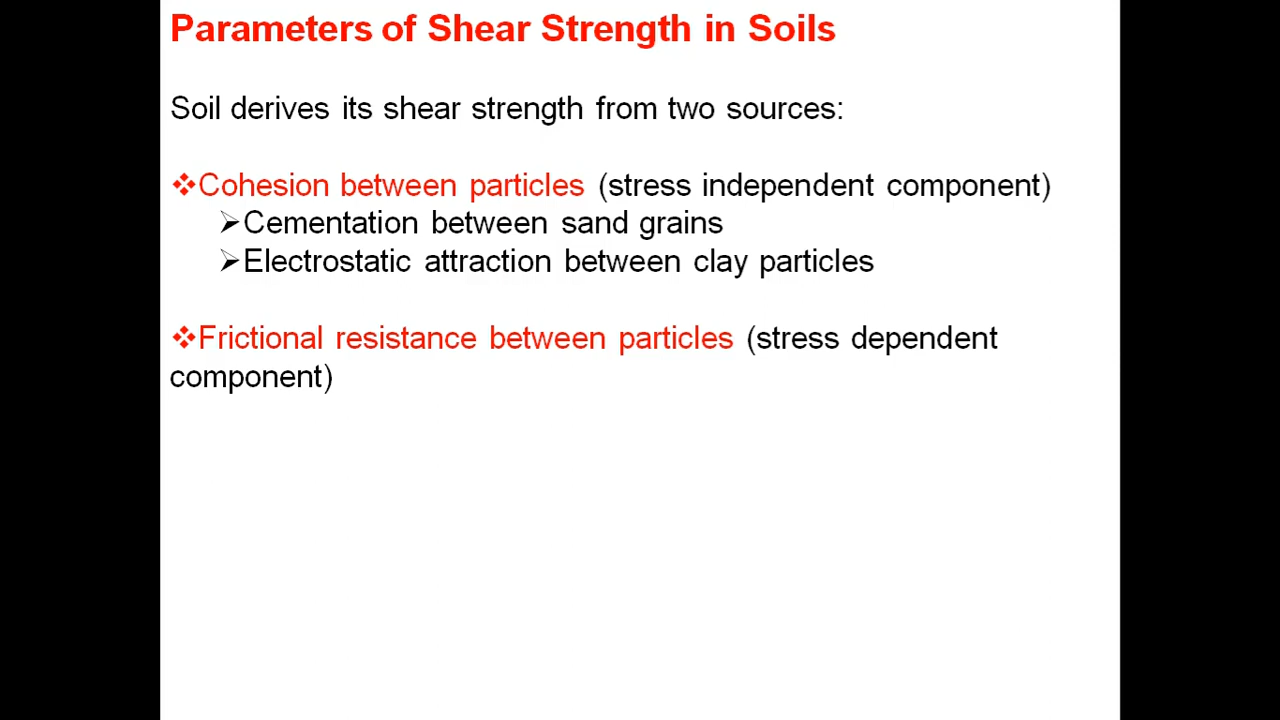 Parameters of Shear Strength in Soils
Soil derives its shear strength from two sources:
❖Cohesion between particles (stress independent component)
➢Cementation between sand grains
➢Electrostatic attraction between clay particles
❖Frictional resistance between particles (stress dependent
component)